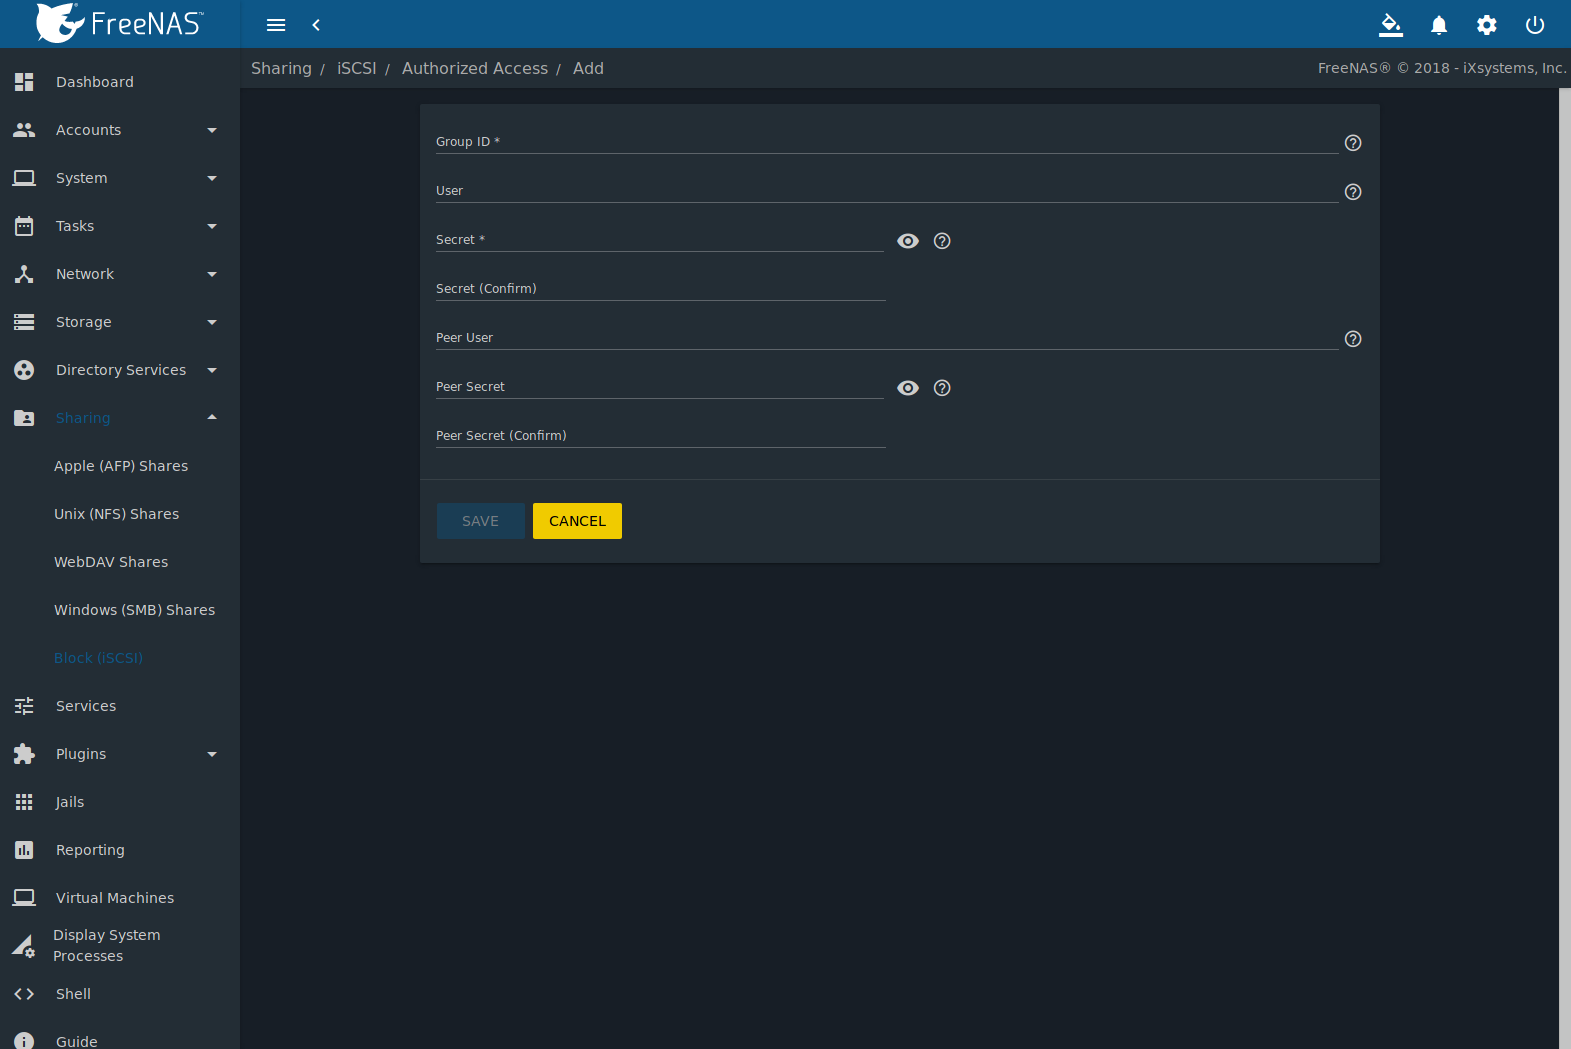 FreeNAS™
Sharing / iSCSI / Authorized Access / Add
FreeNAS® © 2018 - iXsystems, Inc.
Dashboard
Accounts
System
Tasks
Network
Storage
Directory Services
Sharing
Apple (AFP) Shares
Unix (NFS) Shares
WebDAV Shares
Windows (SMB) Shares
Block (iSCSI)
Services
Plugins
Jails
Reporting
Virtual Machines
Display System
Processes
Shell
Guide
Group ID *
User
Secret *
Secret (Confirm)
Peer User
Peer Secret
Peer Secret (Confirm)
SAVE CANCEL